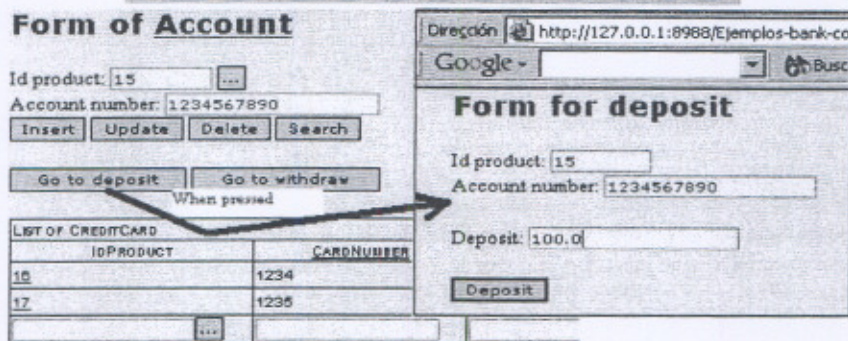 Form of Account
Id product: 15 ...
Account number: 1234567890
Insert Update Delete Search
Go to deposit Go to withdraw
When pressed
LIST OF CREDITCARD
IDPRODUCT CARDNUMBER
16 1234
17 1235
...
Dirección http://127.0.0.1:8988/Ejemplos-bank-co
Google Busc
Form for deposit
Id product: 15
Account number: 1234567890
Deposit: 100.0
Deposit